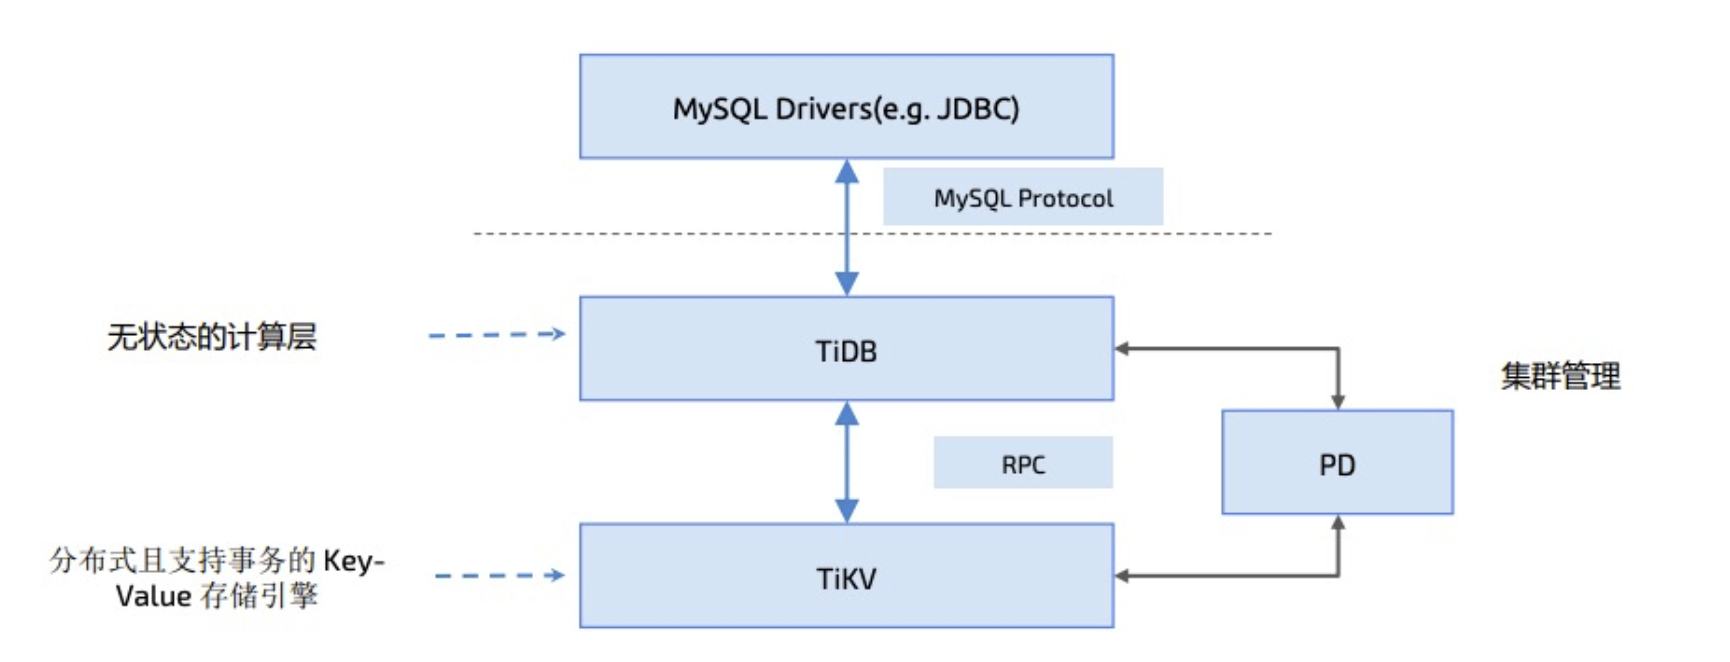 MySQL Drivers(e.g. JDBC)
MySQL Protocol
无状态的计算层
TiDB
集群管理
RPC
PD
分布式且支持事务的 Key-
Value 存储引擎
TiKV